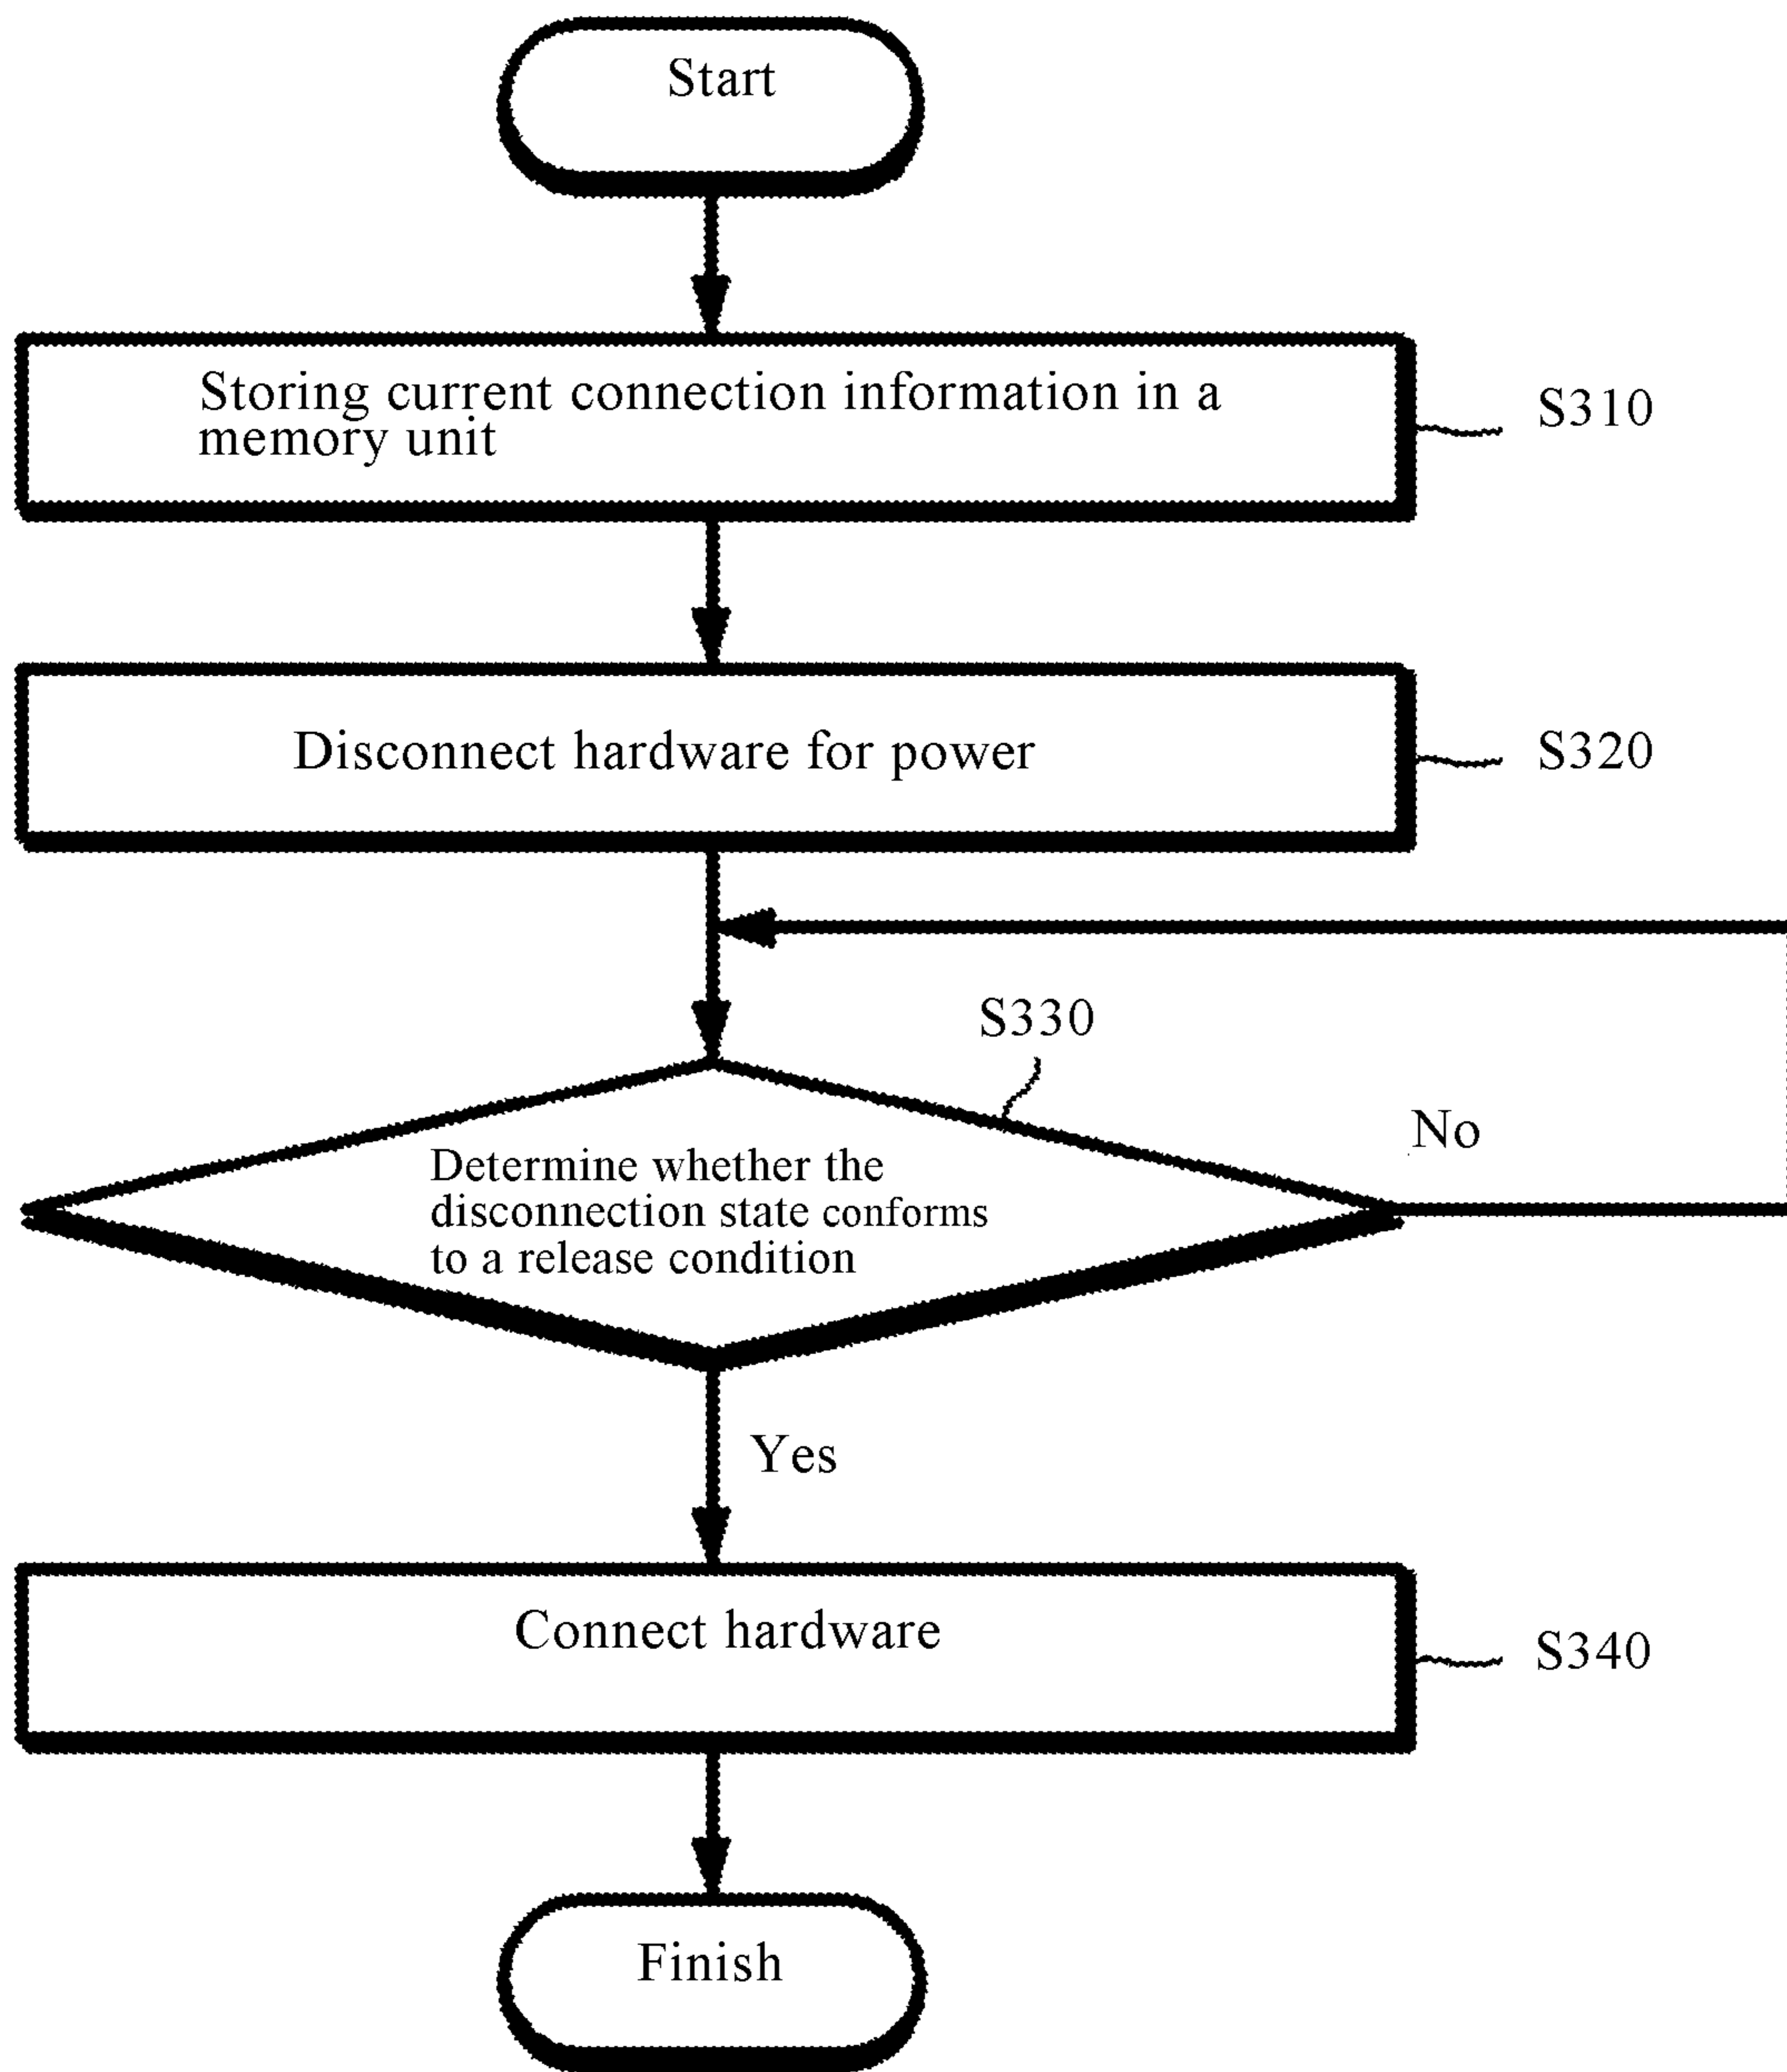 Start
Storing current connection information in a
memory unit
S310
Disconnect hardware for power
S320
S330
No
Determine whether the
disconnection state conforms
to a release condition
Yes
Connect hardware
S340
Finish